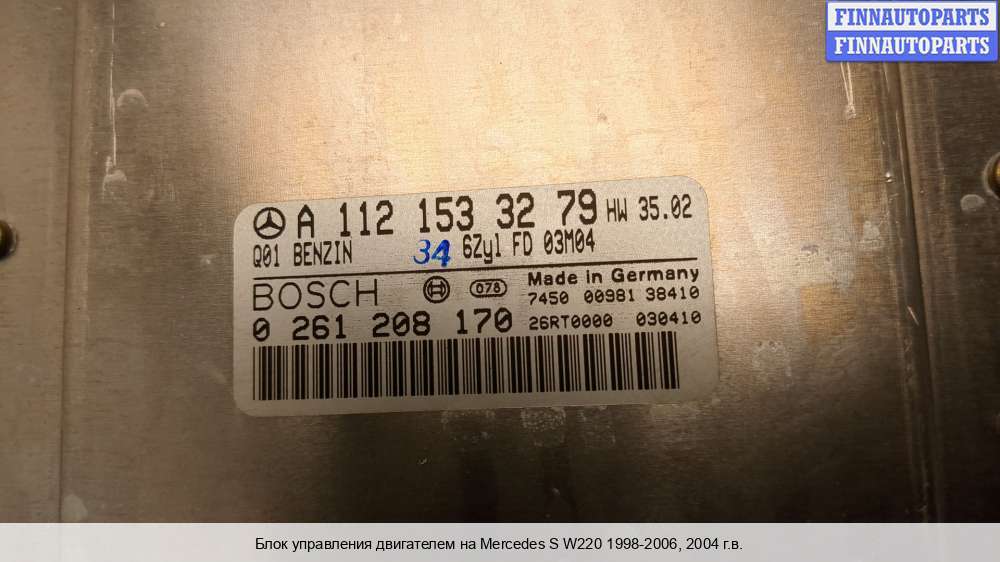 FINNAUTOPARTS
FINNAUTOPARTS
A 112 153 32 79 HW 35.02
Q01 BENZIN 34 6Zyl FD 03M04
BOSCH 078 Made in Germany
7450 00981 38410
0 261 208 170 26RT0000 030410
Блок управления двигателем на Mercedes S W220 1998-2006, 2004 г.в.